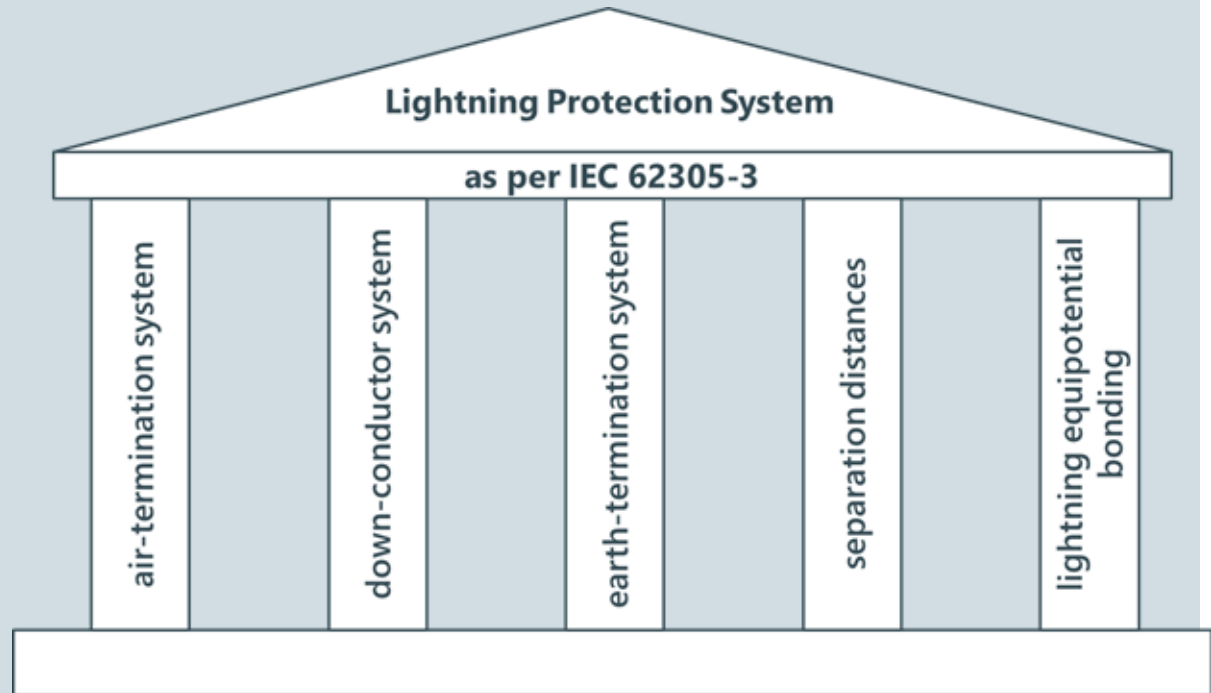 Lightning Protection System
as per IEC 62305-3
air-termination system
down-conductor system
earth-termination system
separation distances
lightning equipotential
bonding